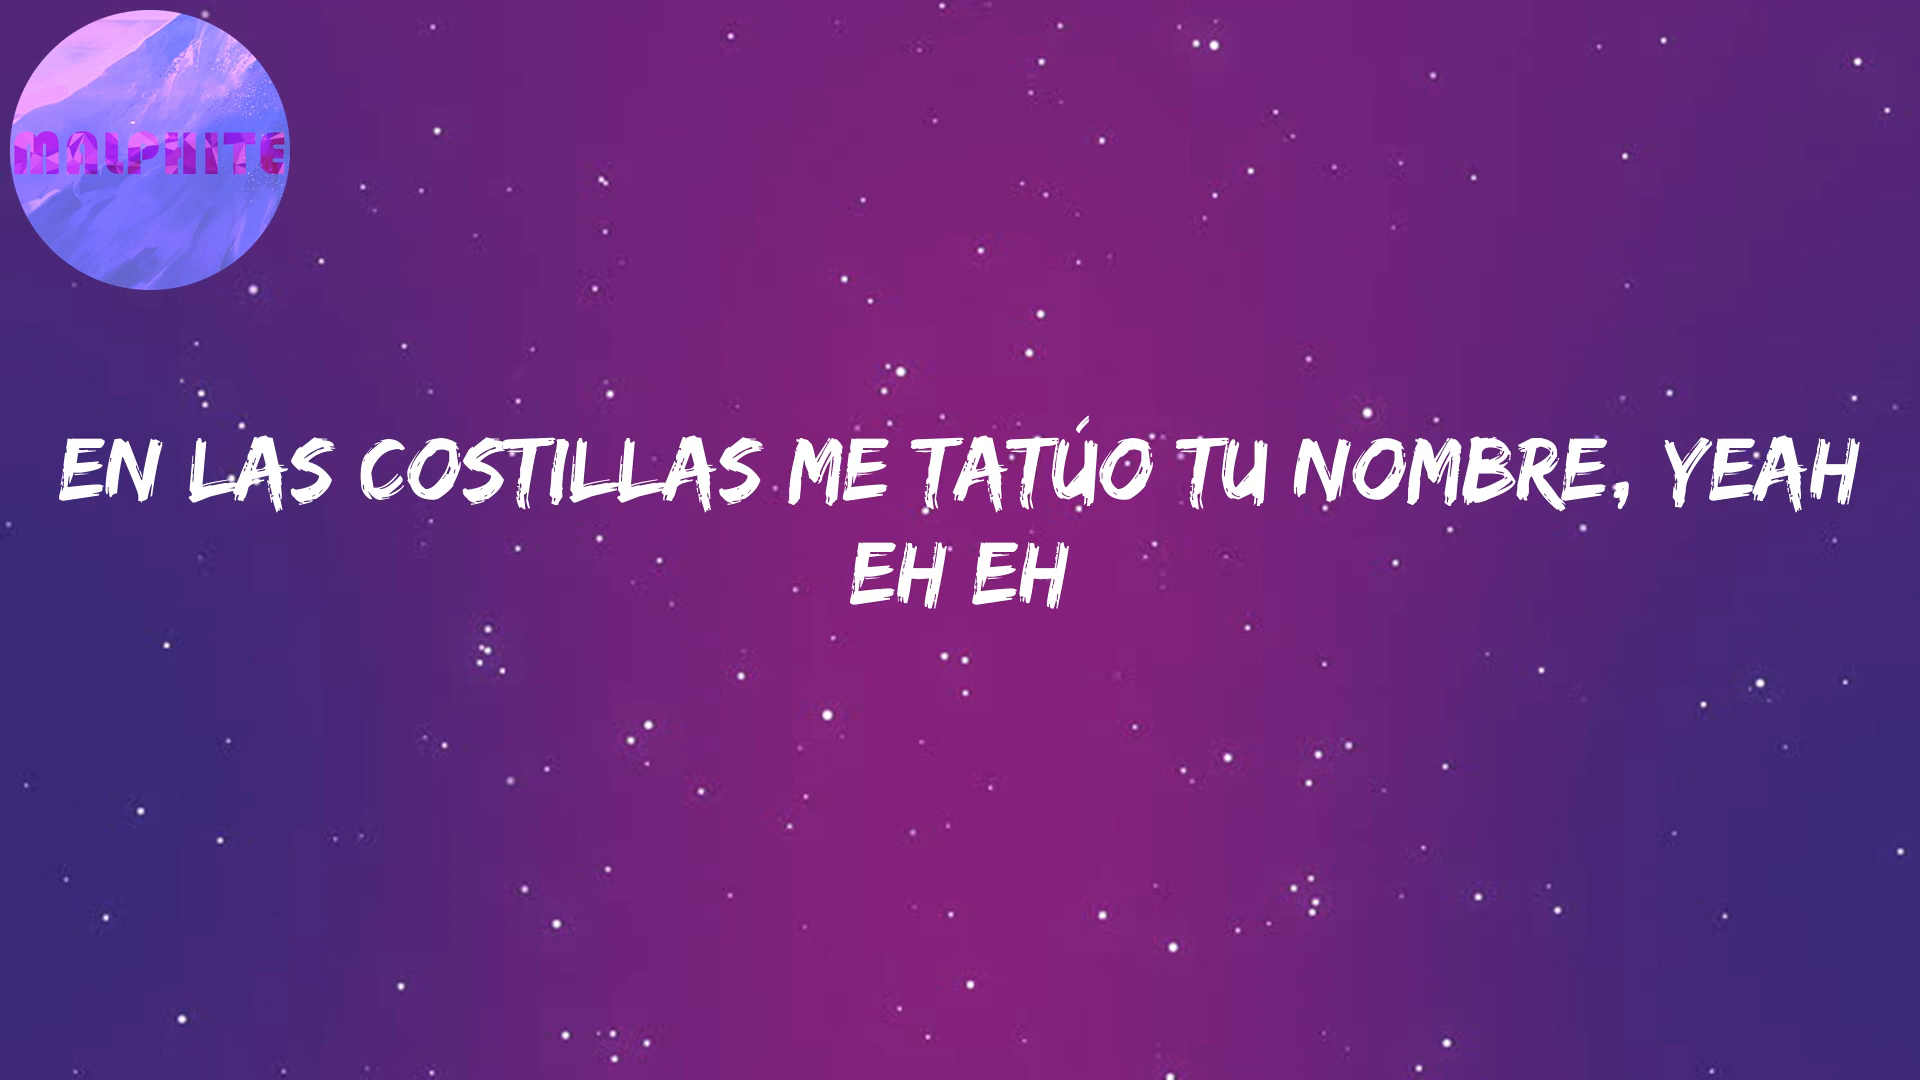 MALPHITE
EN LAS COSTILLAS ME TATÚO TU NOMBRE, YEAH
EH EH